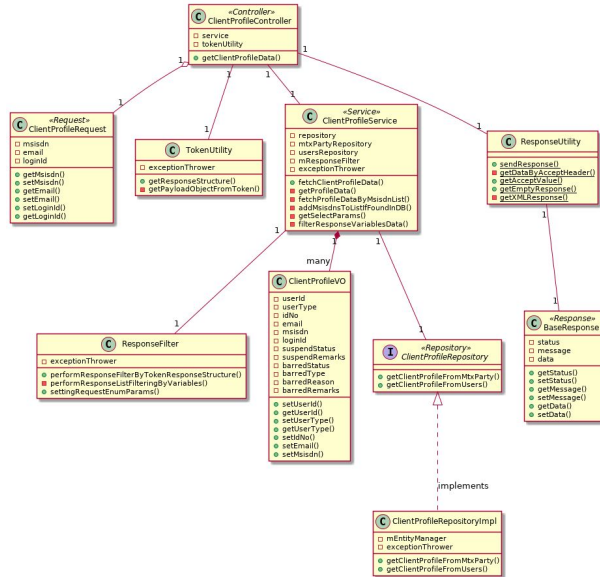 «Controller»
C ClientProfileController
service
tokenUtility
getClientProfileData()
1
1
1
1
1
1
1
1
«Request»
C ClientProfileRequest
msisdn
email
loginId
getMsisdn()
setMsisdn()
getEmail()
setEmail()
setLoginId()
getLoginId()
C TokenUtility
exceptionThrower
getResponseStructure()
getPayloadObjectFromToken()
«Service»
C ClientProfileService
repository
mtxPartyRepository
usersRepository
mResponseFilter
exceptionThrower
fetchClientProfileData()
getProfileData()
fetchProfileDataByMsisdnList()
addMsisdnsToListIfFoundInDB()
getSelectParams()
filterResponseVariablesData()
C ResponseUtility
sendResponse()
getDataByAcceptHeader()
getAcceptValue()
getEmptyResponse()
getXMLResponse()
1
1
1
many
1
1
1
C ResponseFilter
exceptionThrower
performResponseFilterByTokenResponseStructure()
performResponseListFilteringByVariables()
settingRequestEnumParams()
C ClientProfileVO
userId
userType
idNo
email
msisdn
loginId
suspendStatus
suspendRemarks
barredStatus
barredType
barredReason
barredRemarks
setUserId()
getUserId()
setUserType()
getUserType()
setIdNo()
setEmail()
setMsisdn()
«Repository»
I ClientProfileRepository
getClientProfileFromMtxParty()
getClientProfileFromUsers()
«Response»
C BaseResponse
status
message
data
getStatus()
setStatus()
getMessage()
setMessage()
getData()
setData()
implements
C ClientProfileRepositoryImpl
mEntityManager
exceptionThrower
getClientProfileFromMtxParty()
getClientProfileFromUsers()